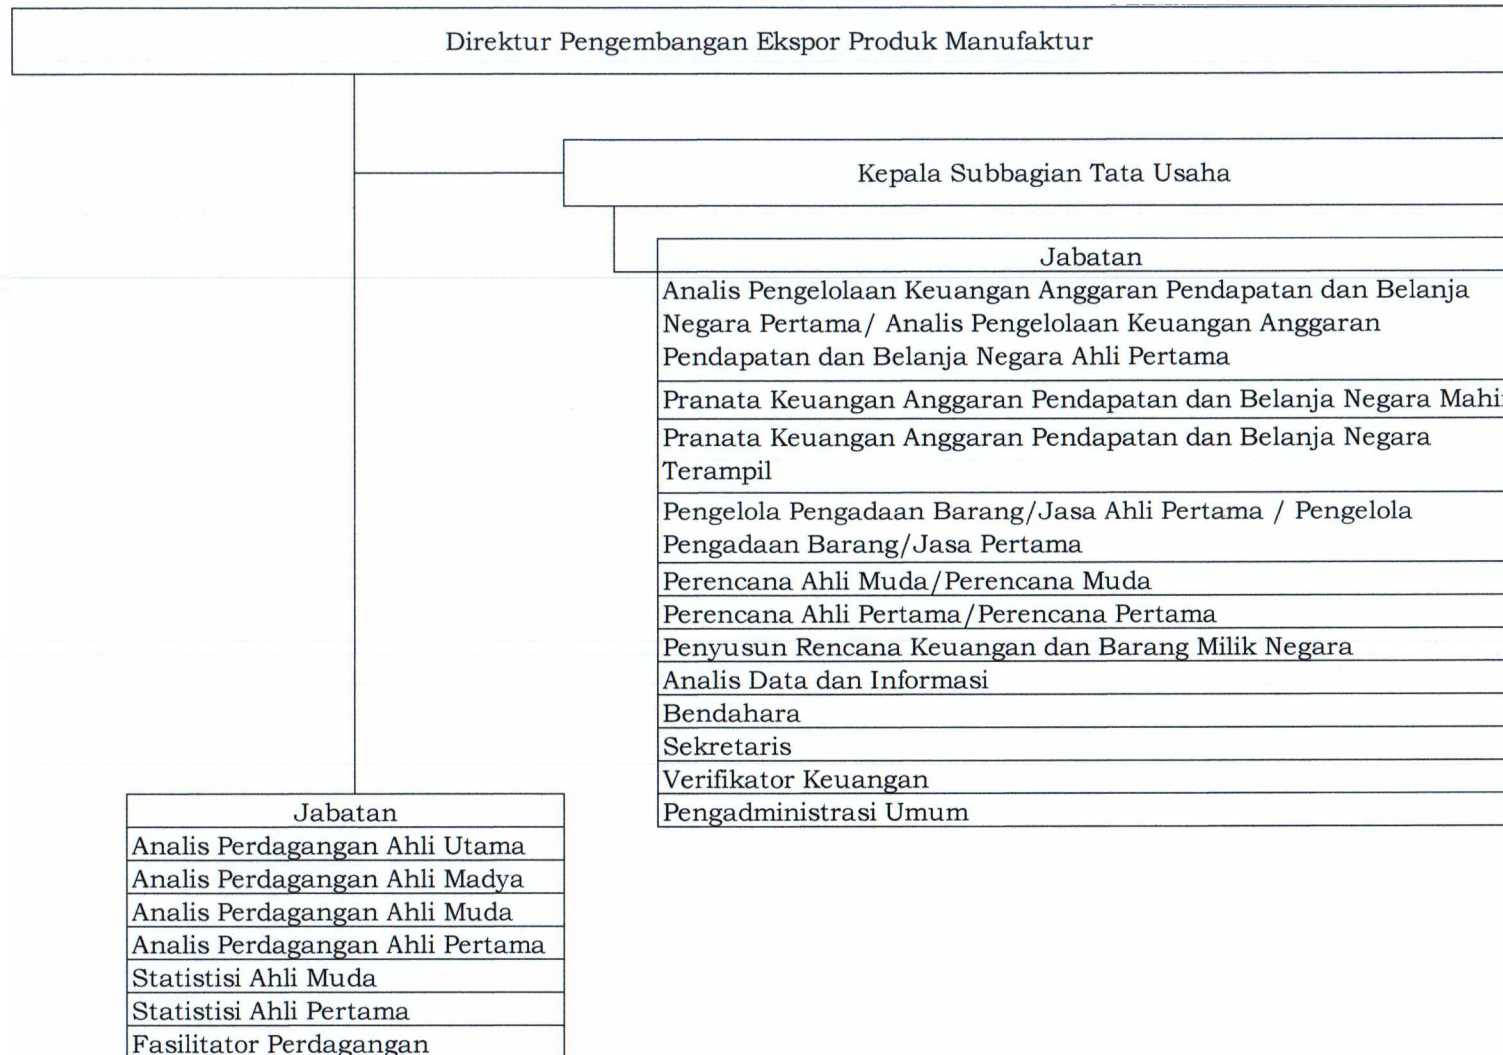 Direktur Pengembangan Ekspor Produk Manufaktur
Kepala Subbagian Tata Usaha
Jabatan
Analis Pengelolaan Keuangan Anggaran Pendapatan dan Belanja
Negara Pertama/ Analis Pengelolaan Keuangan Anggaran
Pendapatan dan Belanja Negara Ahli Pertama
Pranata Keuangan Anggaran Pendapatan dan Belanja Negara
Pranata Keuangan Anggaran Pendapatan dan Belanja Negara
Terampil
Pengelola Pengadaan Barang/Jasa Ahli Pertama / Pengelola
Pengadaan Barang/Jasa Pertama
Perencana Ahli Muda/Perencana Muda
Perencana Ahli Pertama/Perencana Pertama
Penyusun Rencana Keuangan dan Barang Milik Negara
Analis Data dan Informasi
Bendahara
Sekretaris
Verifikator Keuangan
Pengadministrasi Umum
Jabatan
Analis Perdagangan Ahli Utama
Analis Perdagangan Ahli Madya
Analis Perdagangan Ahli Muda
Analis Perdagangan Ahli Pertama
Statistisi Ahli Muda
Statistisi Ahli Pertama
Fasilitator Perdagangan